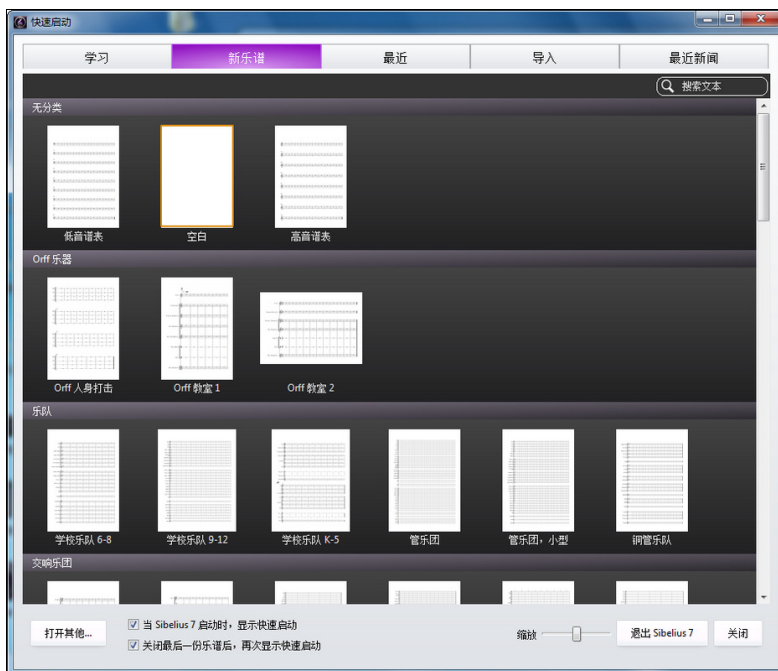 快速启动
学习 新乐谱 最近 导入 最近新闻
搜索文本
无分类
低音谱表 空白 高音谱表
Orff 乐器
Orff 人身打击 Orff 教室 1 Orff 教室 2
乐队
学校乐队 6-8 学校乐队 9-12 学校乐队 K-5 管乐团 管乐团，小型 铜管乐队
交响乐团
打开其他... 当 Sibelius 7 启动时，显示快速启动 缩放 退出 Sibelius 7 关闭
关闭最后一份乐谱后，再次显示快速启动